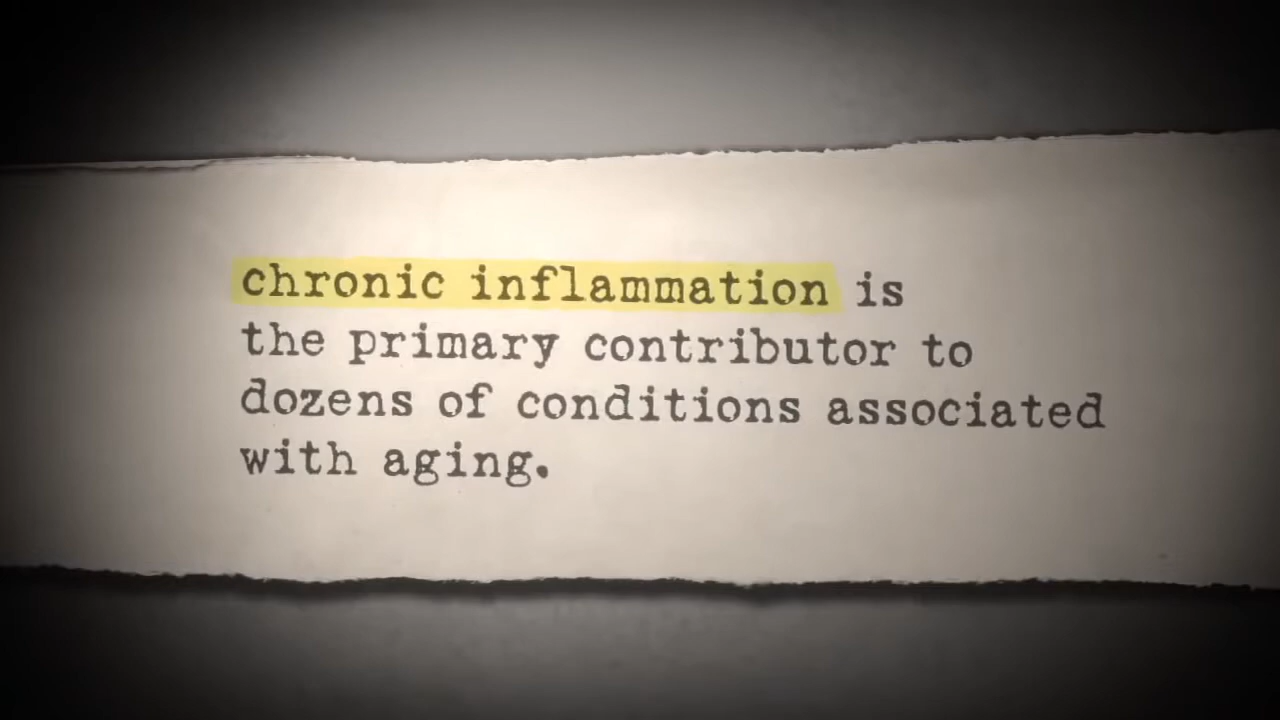 chronic inflammation is
the primary contributor to
dozens of conditions associated
with aging.